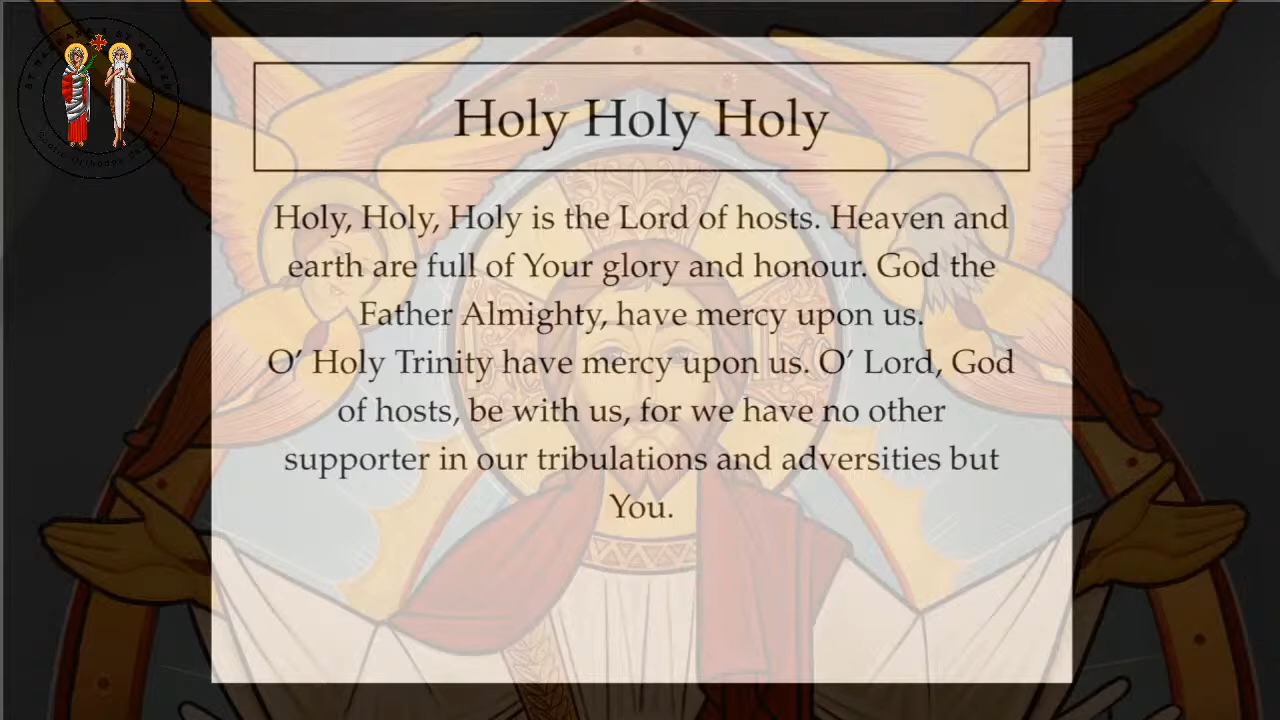 Holy Holy Holy
Holy, Holy, Holy is the Lord of hosts. Heaven and
earth are full of Your glory and honour. God the
Father Almighty, have mercy upon us.
O’ Holy Trinity have mercy upon us. O’ Lord, God
of hosts, be with us, for we have no other
supporter in our tribulations and adversities but
You.